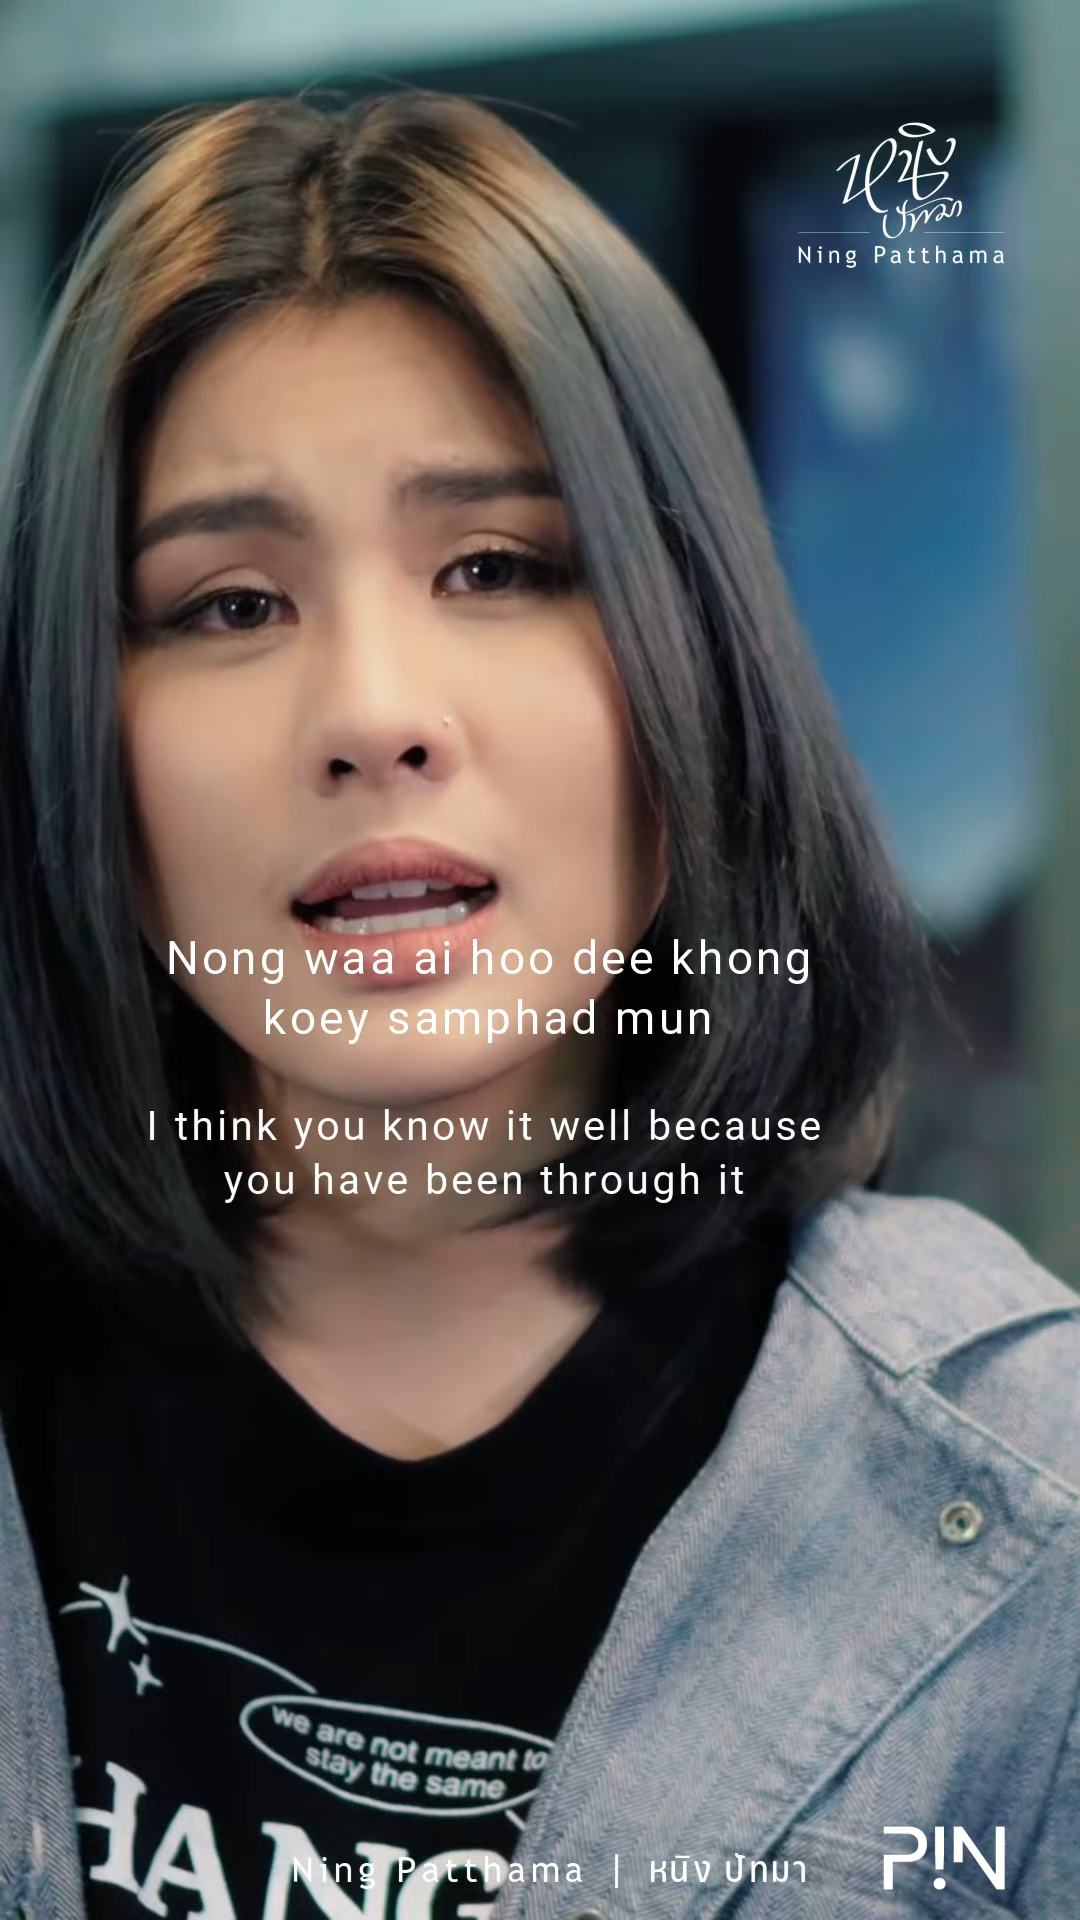 หนิง
ปัทมา
Ning Patthama
Nong waa ai hoo dee khong
koey samphad mun
I think you know it well because
you have been through it
we are not meant to
stay the same
HANG
Ning Patthama | หนิง ปัทมา
P!N